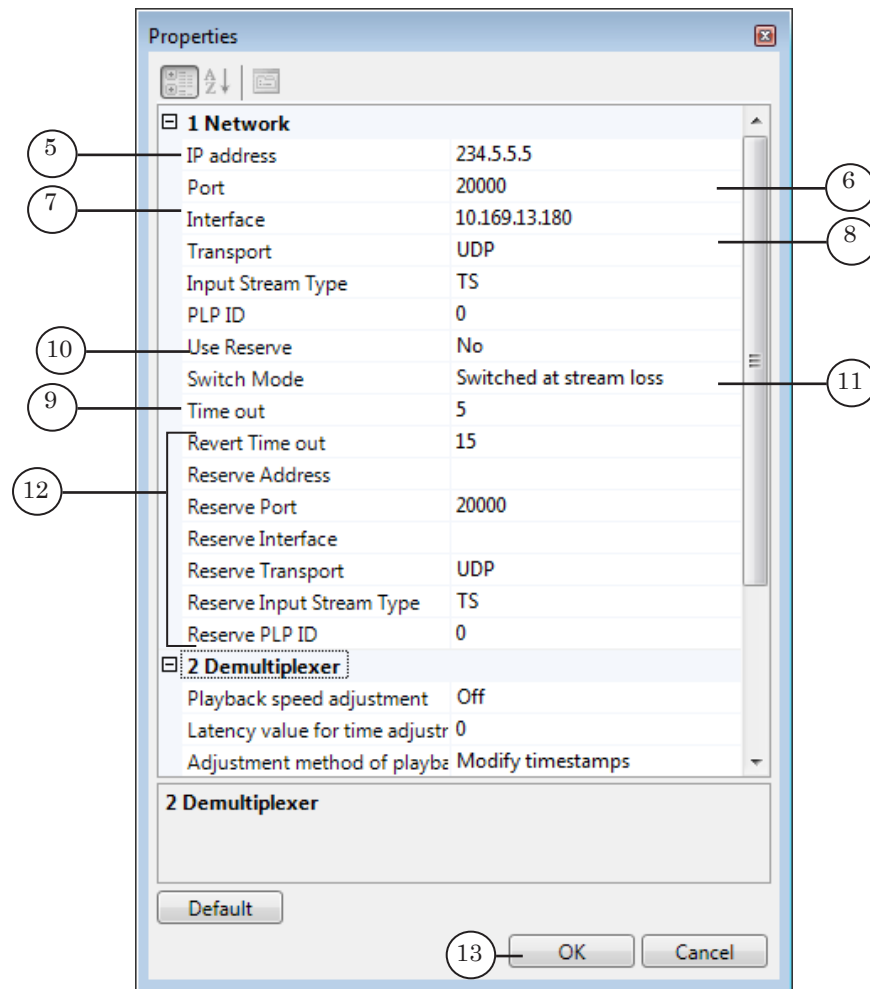 Properties
A
Z
1 Network
5 IP address 234.5.5.5
Port 20000 6
7 Interface 10.169.13.180
Transport UDP 8
Input Stream Type TS
PLP ID 0
10 Use Reserve No
Switch Mode Switched at stream loss 11
9 Time out 5
Revert Time out 15
Reserve Address
12 Reserve Port 20000
Reserve Interface
Reserve Transport UDP
Reserve Input Stream Type TS
Reserve PLP ID 0
2 Demultiplexer
Playback speed adjustment Off
Latency value for time adjustr 0
Adjustment method of playba Modify timestamps
2 Demultiplexer
Default
13 OK Cancel